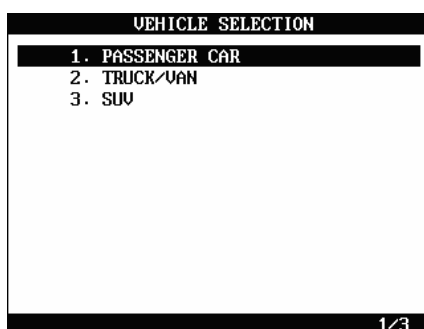 VEHICLE SELECTION
1. PASSENGER CAR
2. TRUCK/VAN
3. SUV
1/3